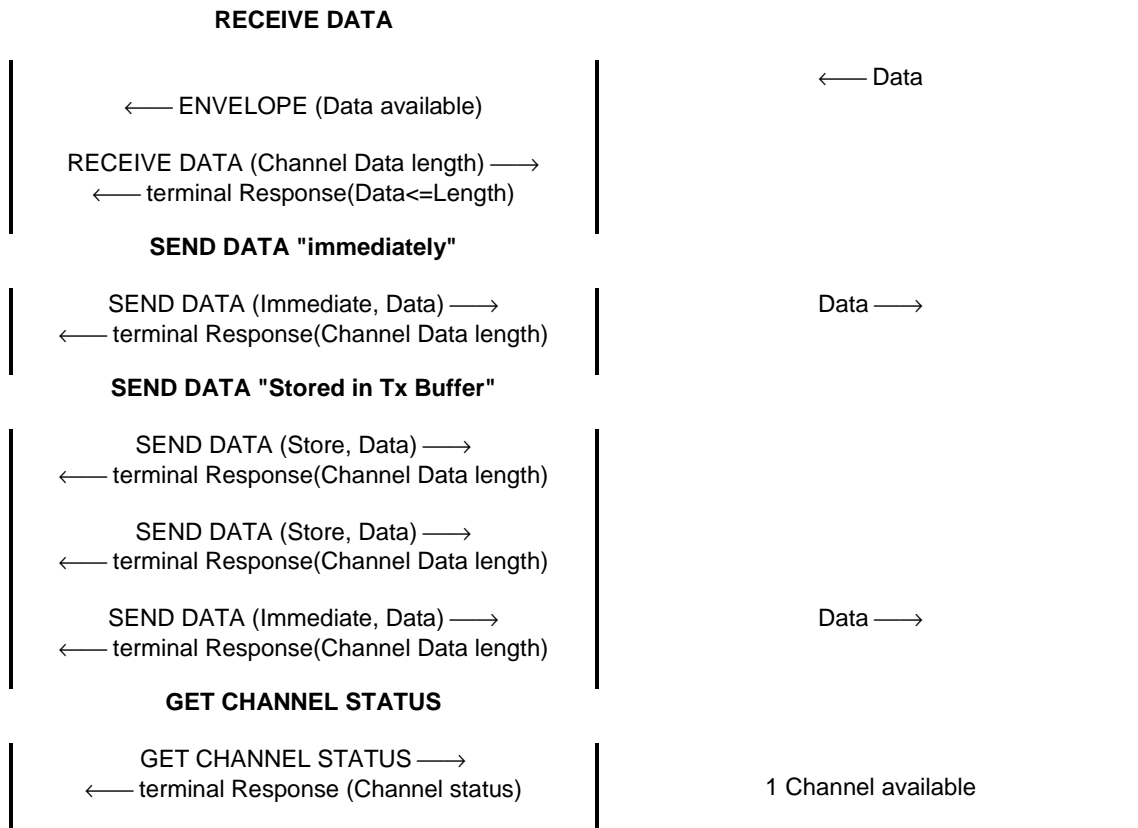 RECEIVE DATA
⟵ Data
⟵ ENVELOPE (Data available)
RECEIVE DATA (Channel Data length) ⟶
⟵ terminal Response(Data<=Length)
SEND DATA "immediately"
SEND DATA (Immediate, Data) ⟶ Data ⟶
⟵ terminal Response(Channel Data length)
SEND DATA "Stored in Tx Buffer"
SEND DATA (Store, Data) ⟶
⟵ terminal Response(Channel Data length)
SEND DATA (Store, Data) ⟶
⟵ terminal Response(Channel Data length)
SEND DATA (Immediate, Data) ⟶ Data ⟶
⟵ terminal Response(Channel Data length)
GET CHANNEL STATUS
GET CHANNEL STATUS ⟶
⟵ terminal Response (Channel status) 1 Channel available